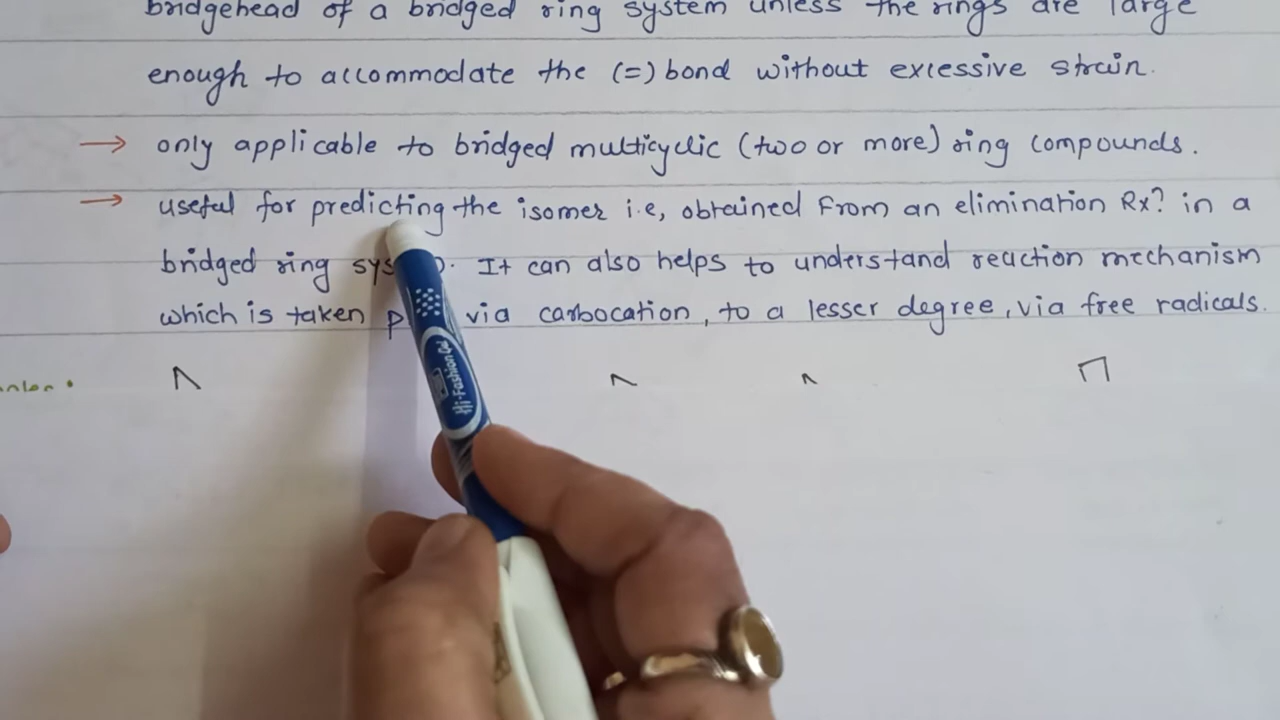 bridgehead of a bridged ring system unless the rings are large
enough to accommodate the (=) bond without excessive strain.
→ only applicable to bridged multicyclic (two or more) ring compounds.
→ useful for predicting the isomer i.e, obtained from an elimination Rx? in a
bridged ring It can also helps to understand reaction mechanism
which is taken via carbocation, to a lesser degree, via free radicals.
Hi-Fashion Gel